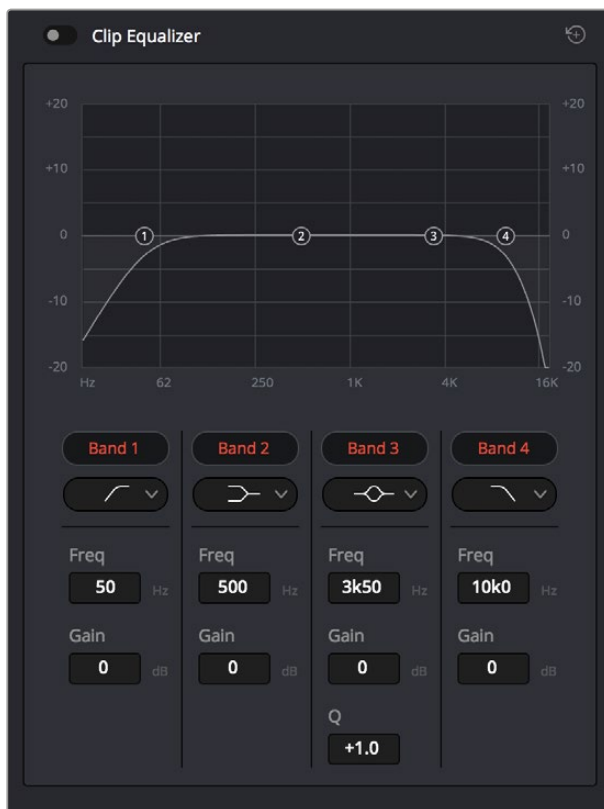 Clip Equalizer
+20 +20
+10 +10
1 2 3 4
0 0
-10 -10
-20 -20
Hz 62 250 1K 4K 16K
Band 1 Band 2 Band 3 Band 4
Freq Freq Freq Freq
50 Hz 500 Hz 3k50 Hz 10k0 Hz
Gain Gain Gain Gain
0 dB 0 dB 0 dB 0 dB
Q
+1.0